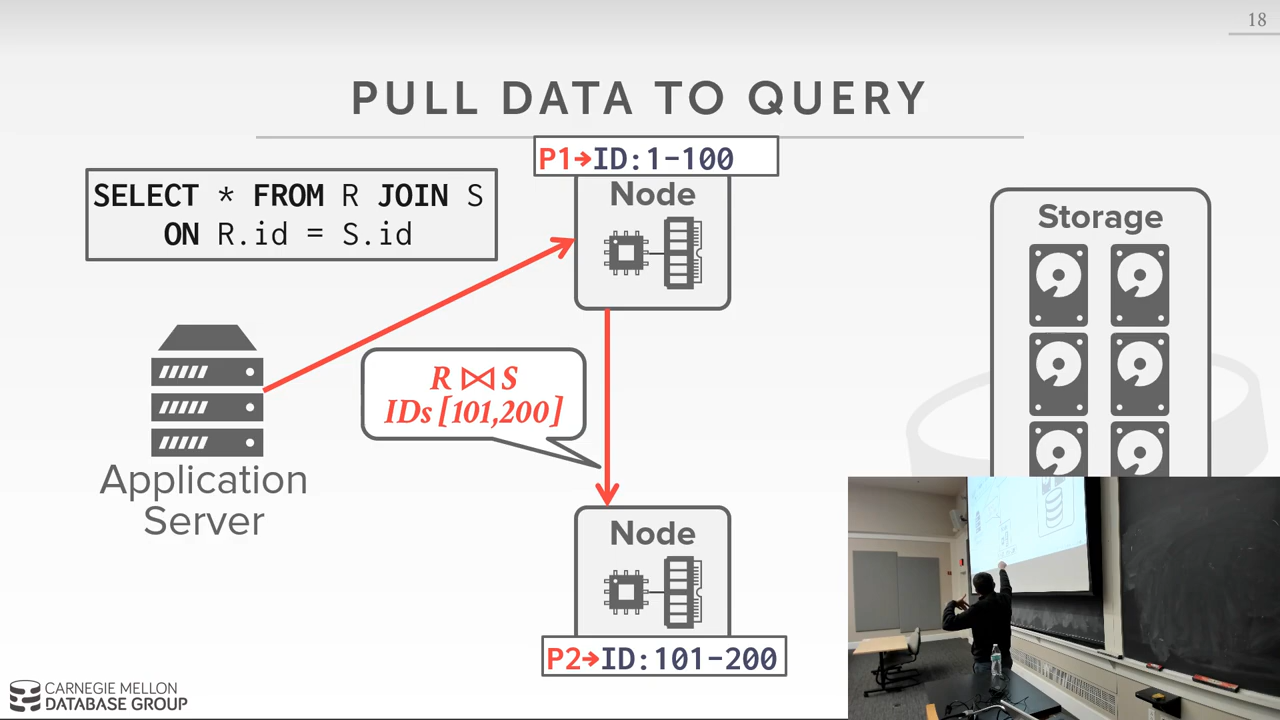 18
PULL DATA TO QUERY
P1→ID:1-100
SELECT * FROM R JOIN S
ON R.id = S.id
Node
Storage
R ⋈ S
IDs [101,200]
Application
Server
Node
P2→ID:101-200
CARNEGIE MELLON
DATABASE GROUP